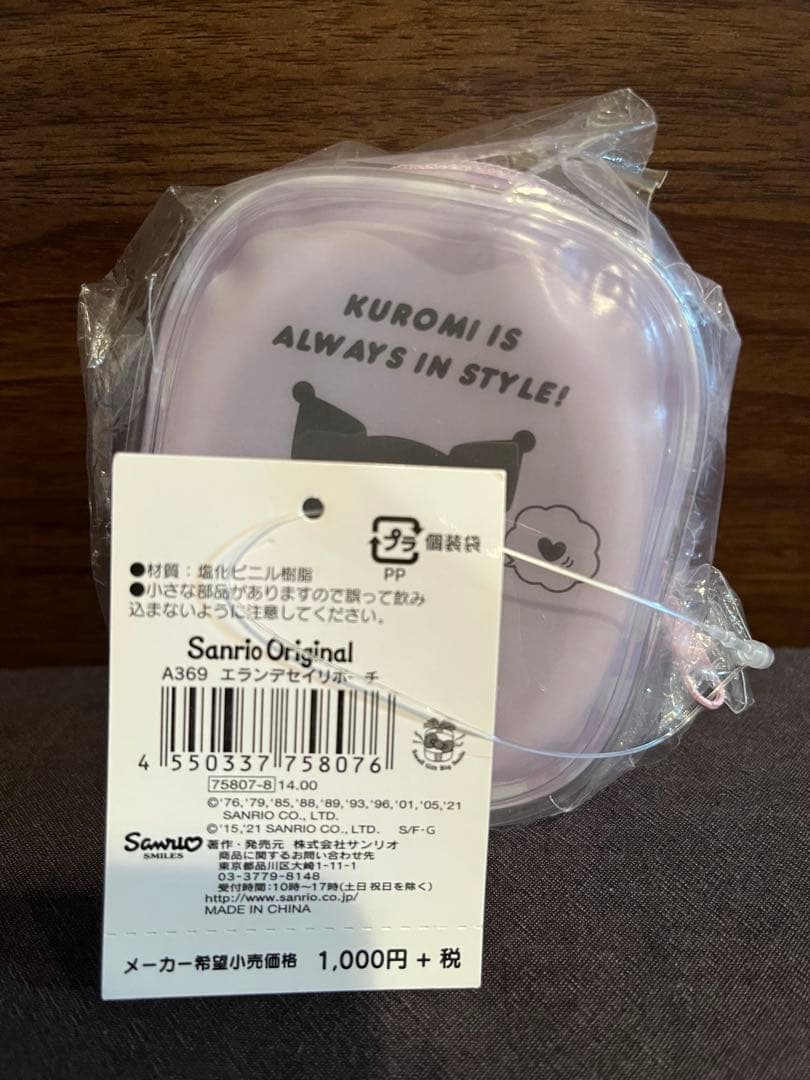 KUROMI IS
ALWAYS IN STYLE!
プラ 個装袋
PP
●材質：塩化ビニル樹脂
●小さな部品がありますので誤って飲み
込まないように注意してください。
Sanrio Original
A369 エランデセイリポーチ
4 550337 758076
75807-8 14.00
©'76,'79,'85,'88,'89,'93,'96,'01,'05,'21
SANRIO CO., LTD.
©'15,'21 SANRIO CO., LTD. S/F・G
Sanrio
SMILES
著作・発売元 株式会社サンリオ
商品に関するお問い合わせ先
東京都品川区大崎1-11-1
03-3779-8148
受付時間:10時～17時(土日祝日を除く)
http://www.sanrio.co.jp/
MADE IN CHINA
メーカー希望小売価格 1,000円 + 税